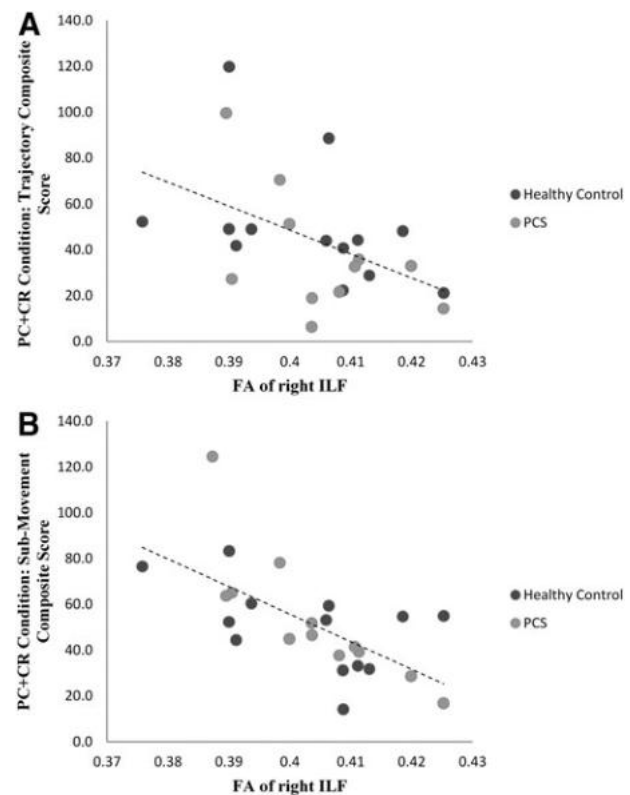 A
PC+CR Condition: Trajectory Composite
Score
140.0
120.0
100.0
80.0
60.0
40.0
20.0
0.0
0.37 0.38 0.39 0.4 0.41 0.42 0.43
FA of right ILF
Healthy Control
PCS
B
PC+CR Condition: Sub-Movement
Composite Score
140.0
120.0
100.0
80.0
60.0
40.0
20.0
0.0
0.37 0.38 0.39 0.4 0.41 0.42 0.43
FA of right ILF
Healthy Control
PCS